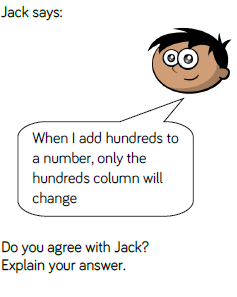 Jack says:
When I add hundreds to
a number, only the
hundreds column will
change
Do you agree with Jack?
Explain your answer.